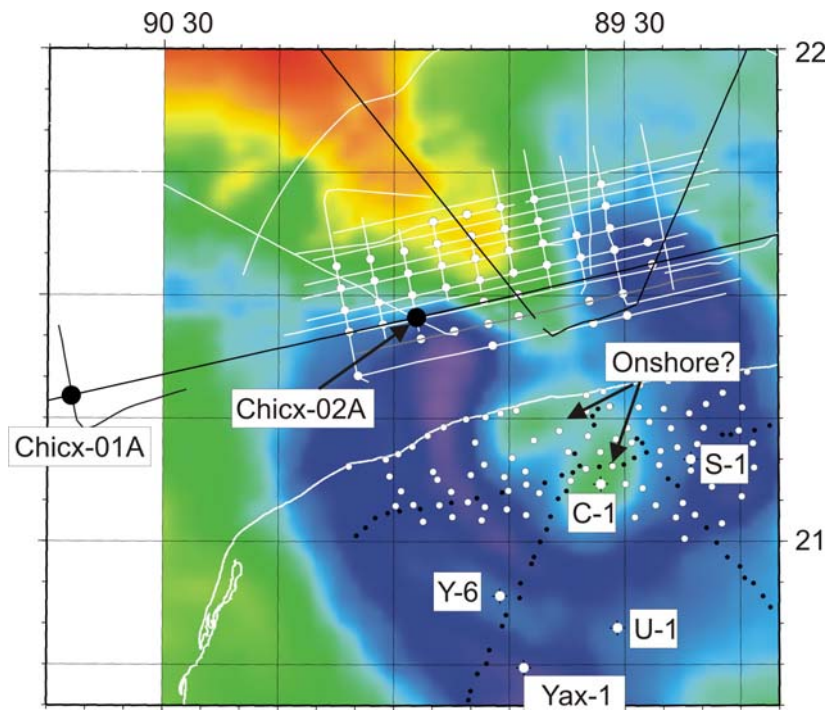 90 30
89 30
22
Onshore?
Chicx-02A
Chicx-01A
S-1
C-1
21
Y-6
U-1
Yax-1